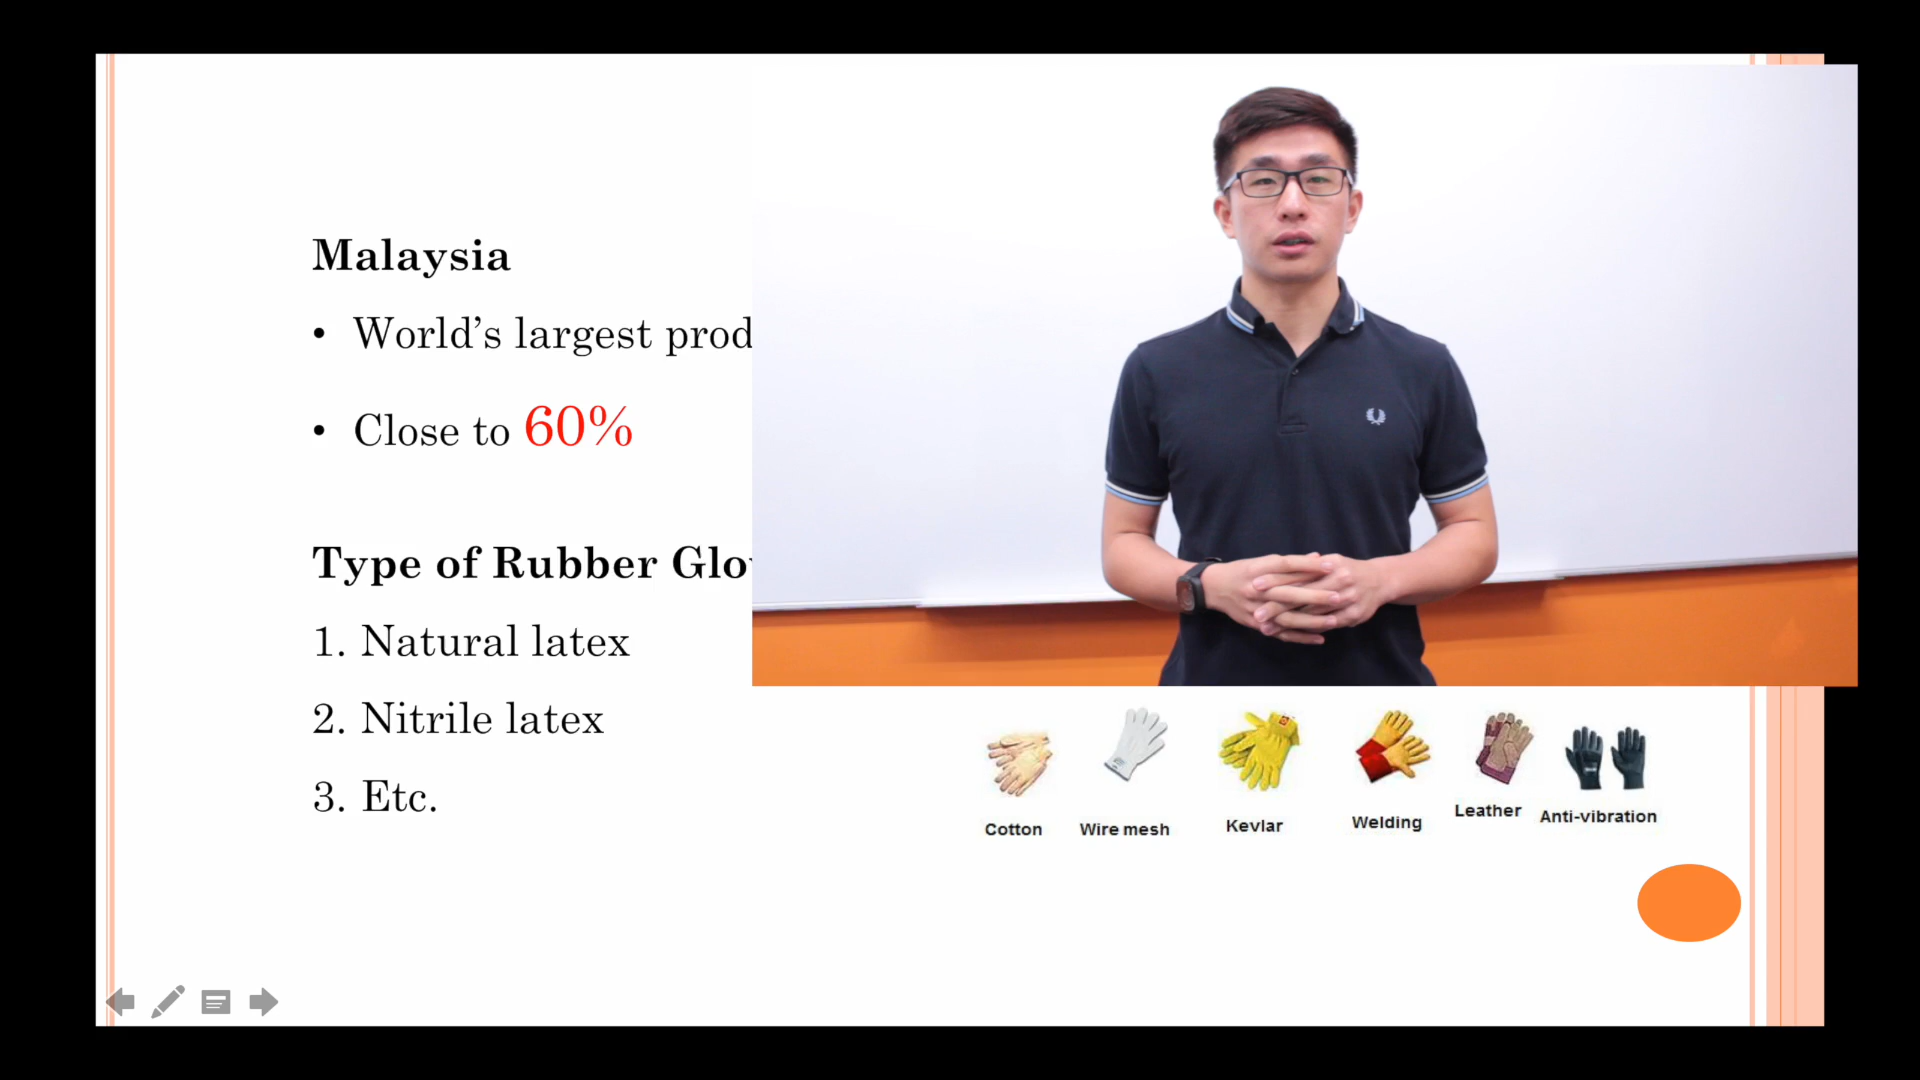 Malaysia
• World's largest prod
• Close to 60%
Type of Rubber Glo
1. Natural latex
2. Nitrile latex
3. Etc.
Cotton Wire mesh Kevlar Welding Leather Anti-vibration